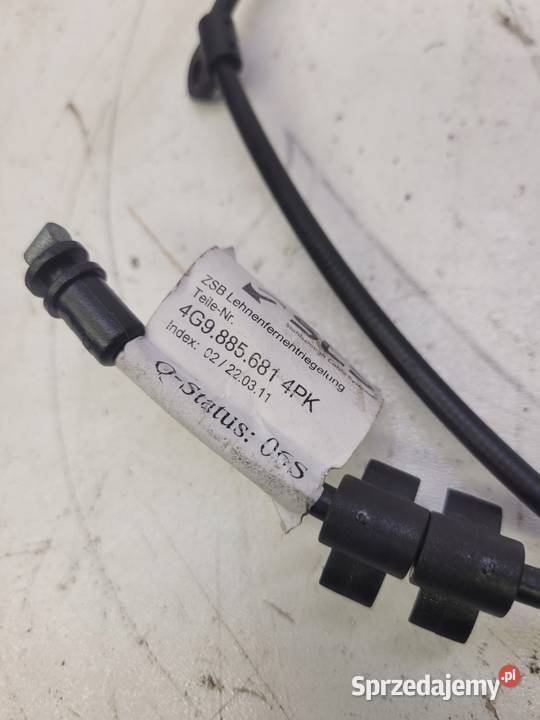 ZSB Lehnenfernentriegelung
Teile-Nr.
4G9.885.681 4PK
Index: 02 / 22.03.11
Q-Status: 06S
Sprzedajemy.pl